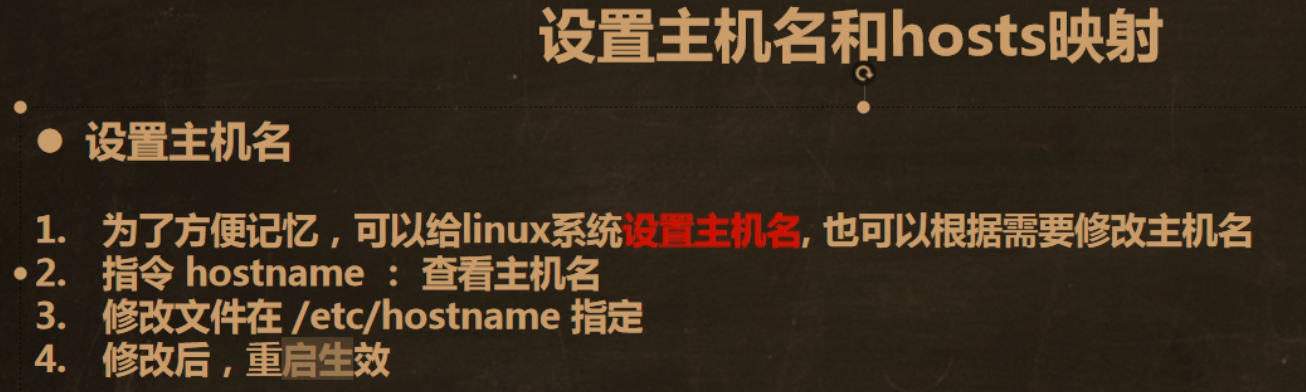 设置主机名和hosts映射
● 设置主机名
1. 为了方便记忆，可以给linux系统设置主机名, 也可以根据需要修改主机名
2. 指令 hostname ： 查看主机名
3. 修改文件在 /etc/hostname 指定
4. 修改后，重启生效